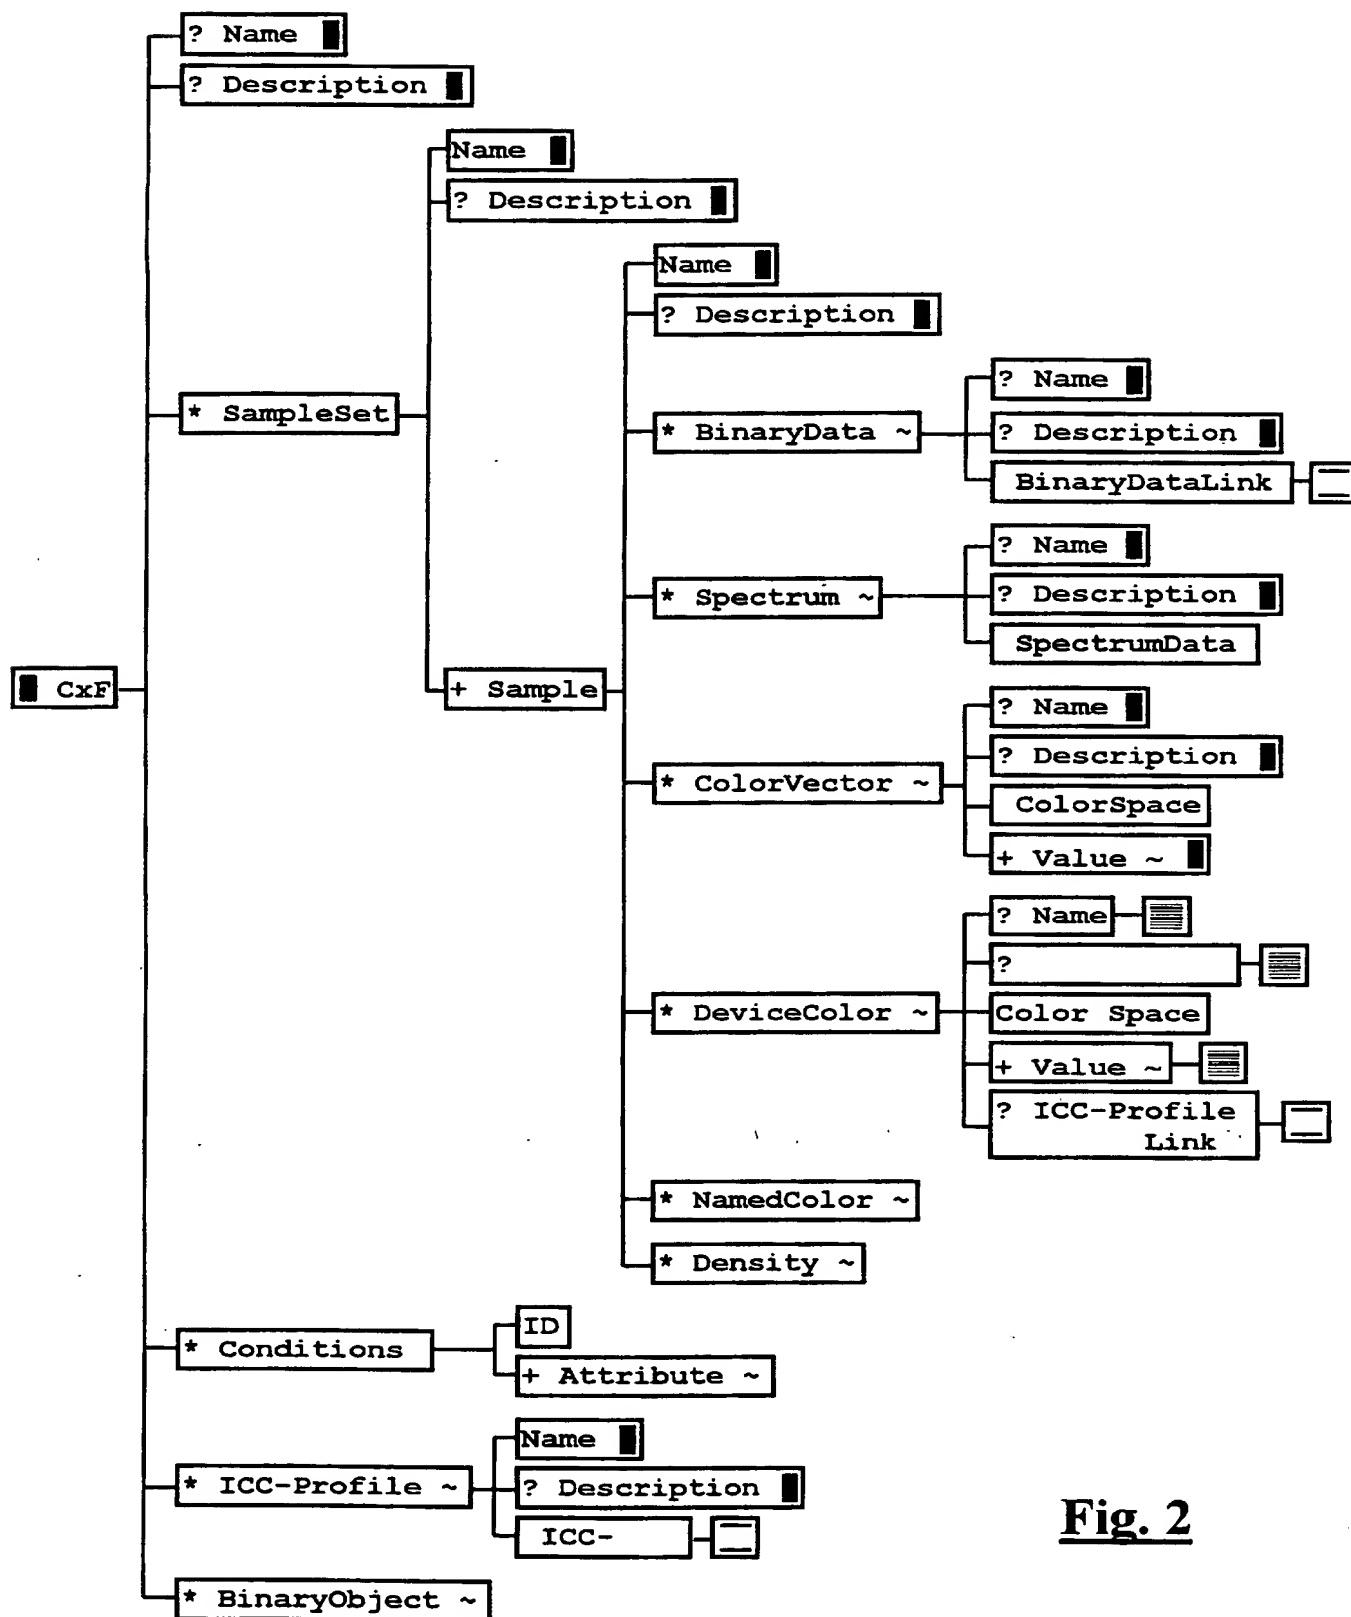 ? Name
? Description
Name
? Description
Name
? Description
? Name
* SampleSet
* BinaryData ~
? Description
BinaryDataLink
? Name
* Spectrum ~
? Description
SpectrumData
CxF
+ Sample
? Name
? Description
* ColorVector ~
ColorSpace
+ Value ~
? Name
?
* DeviceColor ~
Color Space
+ Value ~
? ICC-Profile
Link
* NamedColor ~
* Density ~
ID
* Conditions
+ Attribute ~
Name
* ICC-Profile ~
? Description
ICC-
Fig. 2
* BinaryObject ~